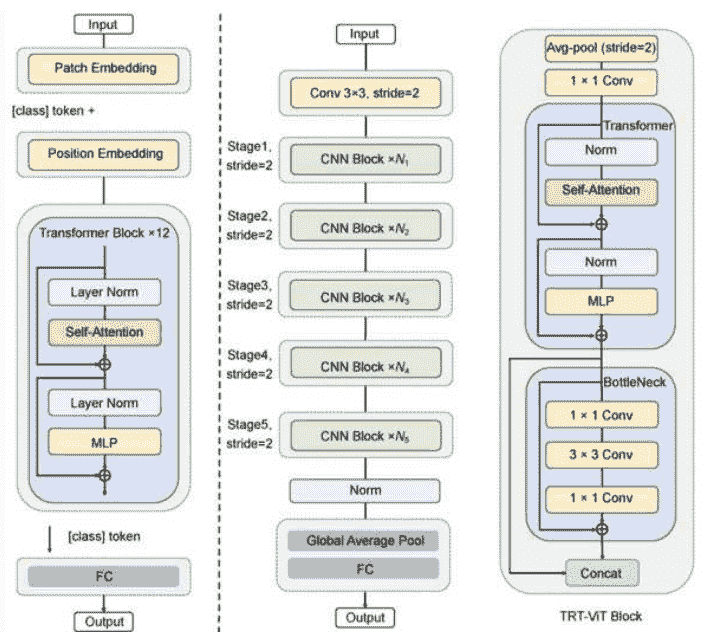 Input
Patch Embedding
[class] token +
Position Embedding
Transformer Block ×12
Layer Norm
Self-Attention
Layer Norm
MLP
[class] token
FC
Output
Input
Conv 3×3, stride=2
Stage1,
stride=2
CNN Block ×N₁
Stage2,
stride=2
CNN Block ×N₂
Stage3,
stride=2
CNN Block ×N₃
Stage4,
stride=2
CNN Block ×N₄
Stage5,
stride=2
CNN Block ×N₅
Norm
Global Average Pool
FC
Output
Avg-pool (stride=2)
1 × 1 Conv
Transformer
Norm
Self-Attention
Norm
MLP
BottleNeck
1 × 1 Conv
3 × 3 Conv
1 × 1 Conv
Concat
TRT-ViT Block